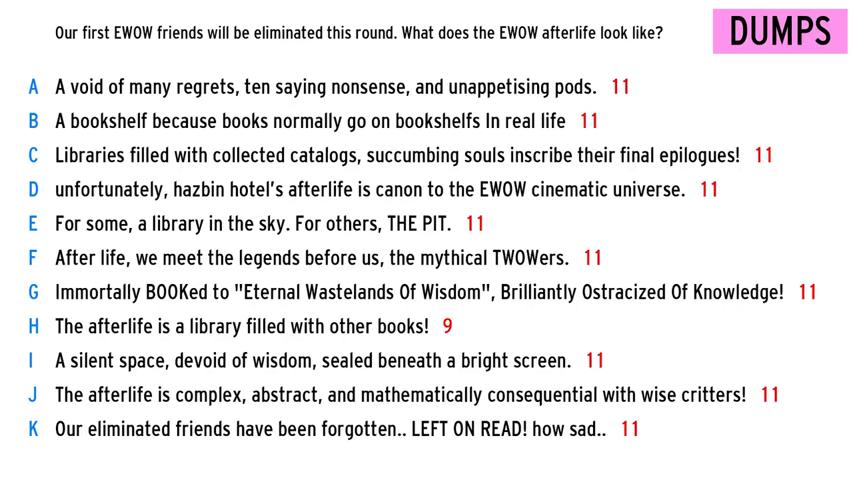 Our first EWOW friends will be eliminated this round. What does the EWOW afterlife look like?
DUMPS
A A void of many regrets, ten saying nonsense, and unappetising pods. 11
B A bookshelf because books normally go on bookshelfs In real life 11
C Libraries filled with collected catalogs, succumbing souls inscribe their final epilogues! 11
D unfortunately, hazbin hotel's afterlife is canon to the EWOW cinematic universe. 11
E For some, a library in the sky. For others, THE PIT. 11
F After life, we meet the legends before us, the mythical TWOWers. 11
G Immortally BOOKed to "Eternal Wastelands Of Wisdom", Brilliantly Ostracized Of Knowledge! 11
H The afterlife is a library filled with other books! 9
I A silent space, devoid of wisdom, sealed beneath a bright screen. 11
J The afterlife is complex, abstract, and mathematically consequential with wise critters! 11
K Our eliminated friends have been forgotten.. LEFT ON READ! how sad.. 11